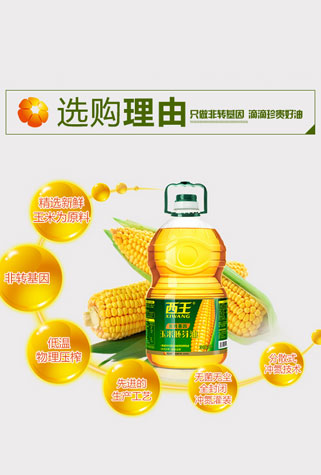 选购理由 只做非转基因 滴滴珍贵好油
精选新鲜
玉米为原料
非转基因
低温
物理压榨
先进的
生产工艺
无菌无尘
全封闭
冲氮灌装
分散式
冲氮技术
西王
XIWANG
玉米胚芽油